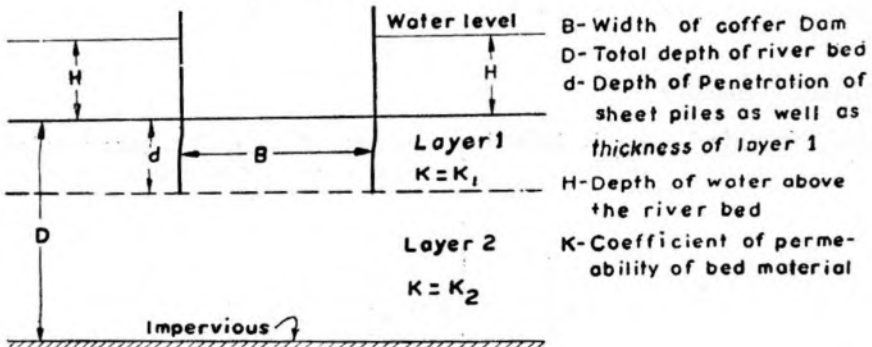 Water level
H
H
d
B
Layer 1
K = K₁
D
Layer 2
K = K₂
Impervious
B- Width of coffer Dam
D- Total depth of river bed
d- Depth of Penetration of
sheet piles as well as
thickness of layer 1
H- Depth of water above
the river bed
K- Coefficient of perme-
ability of bed material